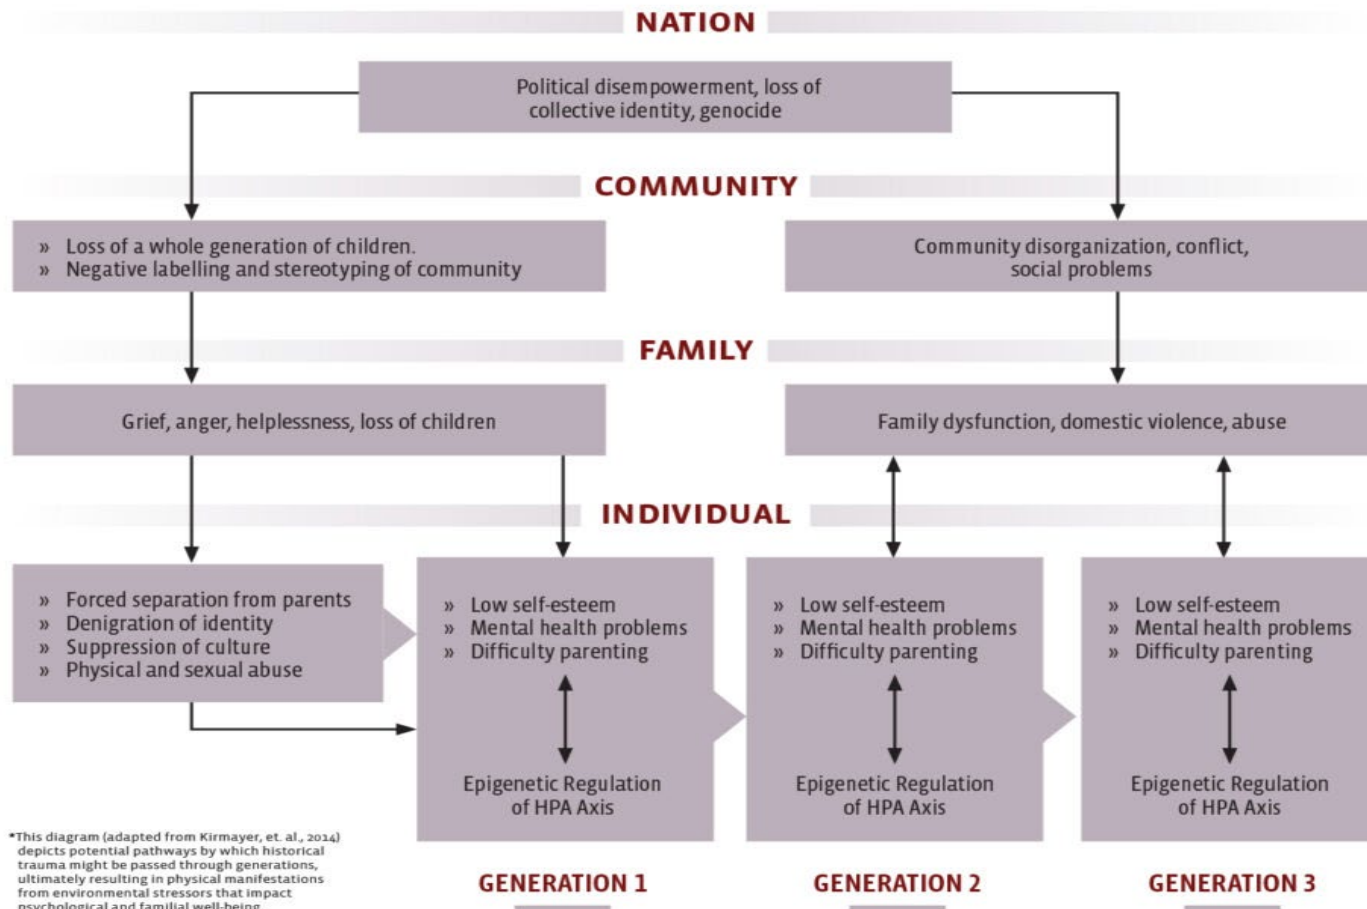 NATION
Political disempowerment, loss of
collective identity, genocide
COMMUNITY
» Loss of a whole generation of children.
» Negative labelling and stereotyping of community
Community disorganization, conflict,
social problems
FAMILY
Grief, anger, helplessness, loss of children
Family dysfunction, domestic violence, abuse
INDIVIDUAL
» Forced separation from parents
» Denigration of identity
» Suppression of culture
» Physical and sexual abuse
» Low self-esteem
» Mental health problems
» Difficulty parenting
Epigenetic Regulation
of HPA Axis
» Low self-esteem
» Mental health problems
» Difficulty parenting
Epigenetic Regulation
of HPA Axis
» Low self-esteem
» Mental health problems
» Difficulty parenting
Epigenetic Regulation
of HPA Axis
*This diagram (adapted from Kirmayer, et. al., 2014)
depicts potential pathways by which historical
trauma might be passed through generations,
ultimately resulting in physical manifestations
from environmental stressors that impact
psychological and familial well-being
GENERATION 1
GENERATION 2
GENERATION 3